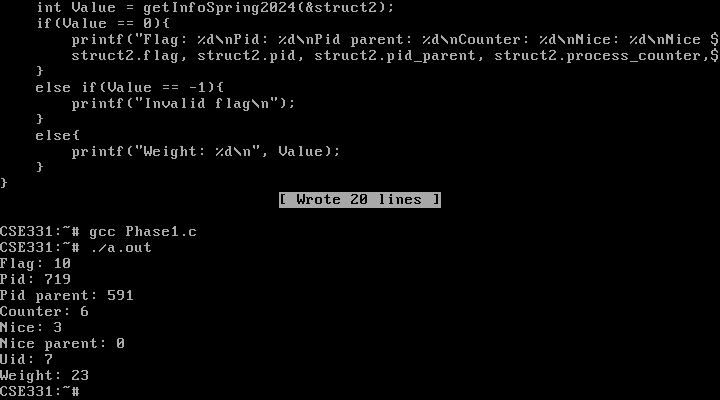 int Value = getInfoSpring2024(&struct2);
if(Value == 0){
printf("Flag: %d\nPid: %d\nPid parent: %d\nCounter: %d\nNice: %d\nNice $
struct2.flag, struct2.pid, struct2.pid_parent, struct2.process_counter,$
}
else if(Value == -1){
printf("Invalid flag\n");
}
else{
printf("Weight: %d\n", Value);
}
}
[ Wrote 20 lines ]
CSE331:~# gcc Phase1.c
CSE331:~# ./a.out
Flag: 10
Pid: 719
Pid parent: 591
Counter: 6
Nice: 3
Nice parent: 0
Uid: 7
Weight: 23
CSE331:~#